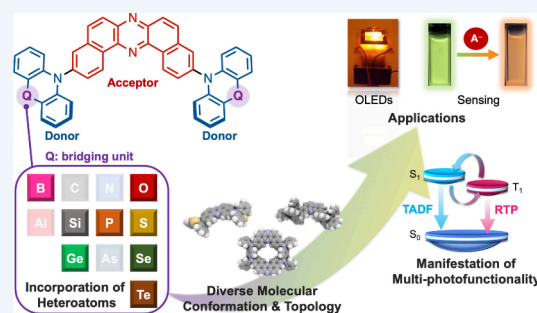 N
N
Acceptor
N
N
Q
Q
Donor
Donor
Q: bridging unit
B C N O
Al Si P S
Ge As Se
Te
Incorporation of
Heteroatoms
Diverse Molecular
Conformation & Topology
A⁻
OLEDs
Sensing
Applications
S₁
T₁
TADF
RTP
S₀
Manifestation of
Multi-photofunctionality